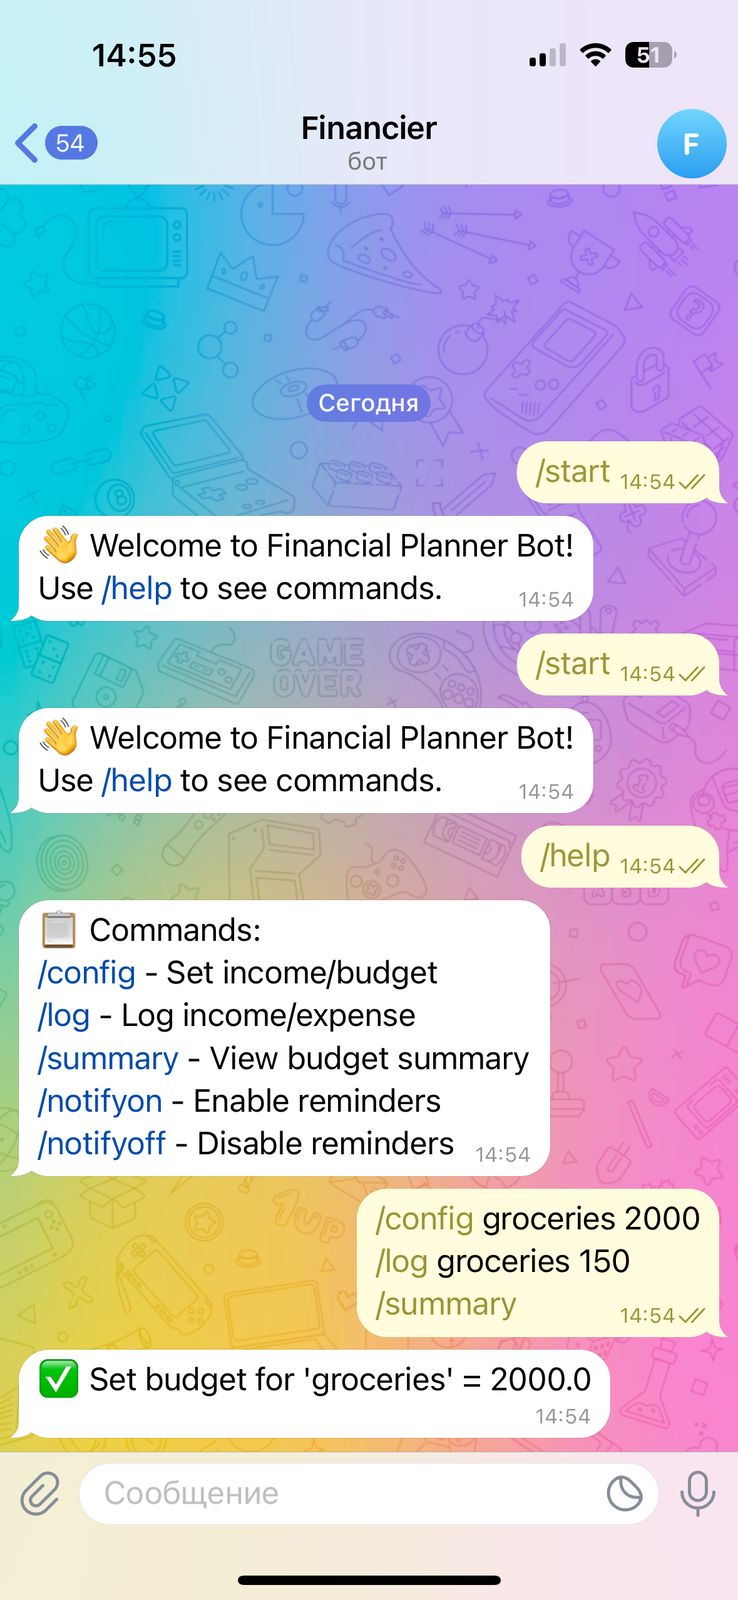 14:55
51
54
Financier
бот
F
Сегодня
/start 14:54
👋 Welcome to Financial Planner Bot!
Use /help to see commands.
14:54
/start 14:54
GAME
OVER
👋 Welcome to Financial Planner Bot!
Use /help to see commands.
14:54
/help 14:54
📋 Commands:
/config - Set income/budget
/log - Log income/expense
/summary - View budget summary
/notifyon - Enable reminders
/notifyoff - Disable reminders
14:54
/config groceries 2000
/log groceries 150
/summary
14:54
1UP
✅ Set budget for 'groceries' = 2000.0
14:54
Сообщение